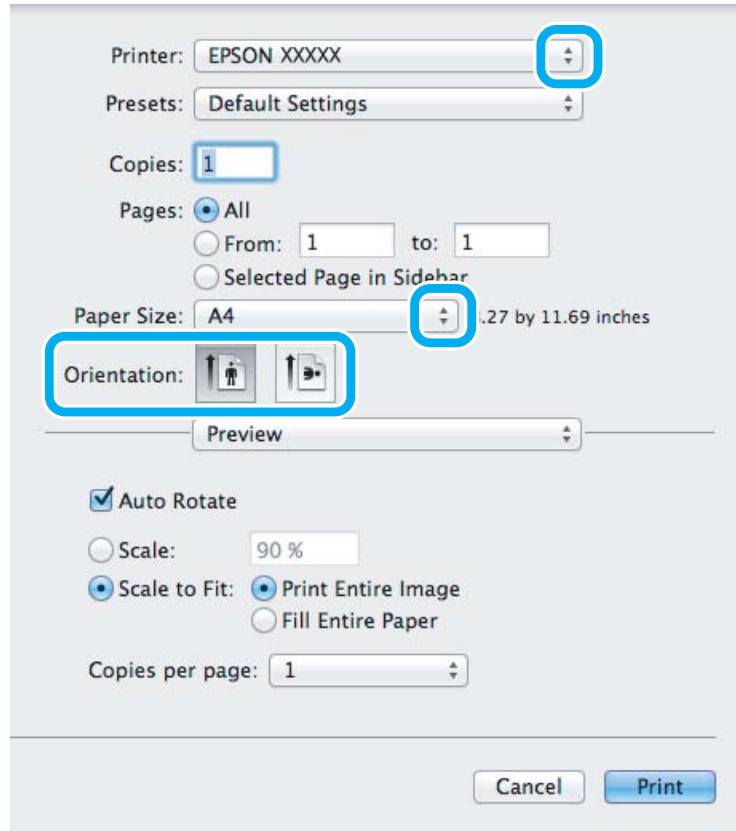 Printer: EPSON XXXXX
Presets: Default Settings
Copies: 1
Pages: All
From: 1 to: 1
Selected Page in Sidebar
Paper Size: A4 .27 by 11.69 inches
Orientation:
Preview
Auto Rotate
Scale: 90 %
Scale to Fit: Print Entire Image
Fill Entire Paper
Copies per page: 1
Cancel Print